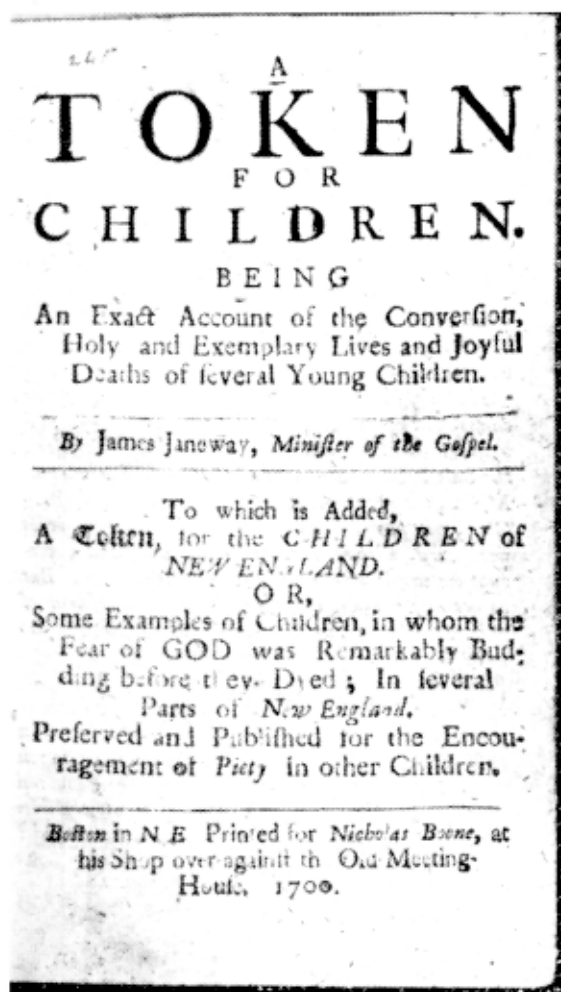 A
TOKEN
FOR
CHILDREN.
BEING
An Exact Account of the Converſion,
Holy and Exemplary Lives and Joyful
Deaths of ſeveral Young Children.
By James Janeway, Miniſter of the Goſpel.
To which is Added,
A Token, for the CHILDREN of
NEW ENGLAND.
OR,
Some Examples of Children, in whom the
Fear of GOD was Remarkably Bud-
ding before they Dyed; In ſeveral
Parts of New England.
Preſerved and Publiſhed for the Encou-
ragement of Piety in other Children.
Boſton in N E Printed for Nicholas Boone, at
his Shop over againſt th Old Meeting-
Houſe. 1700.